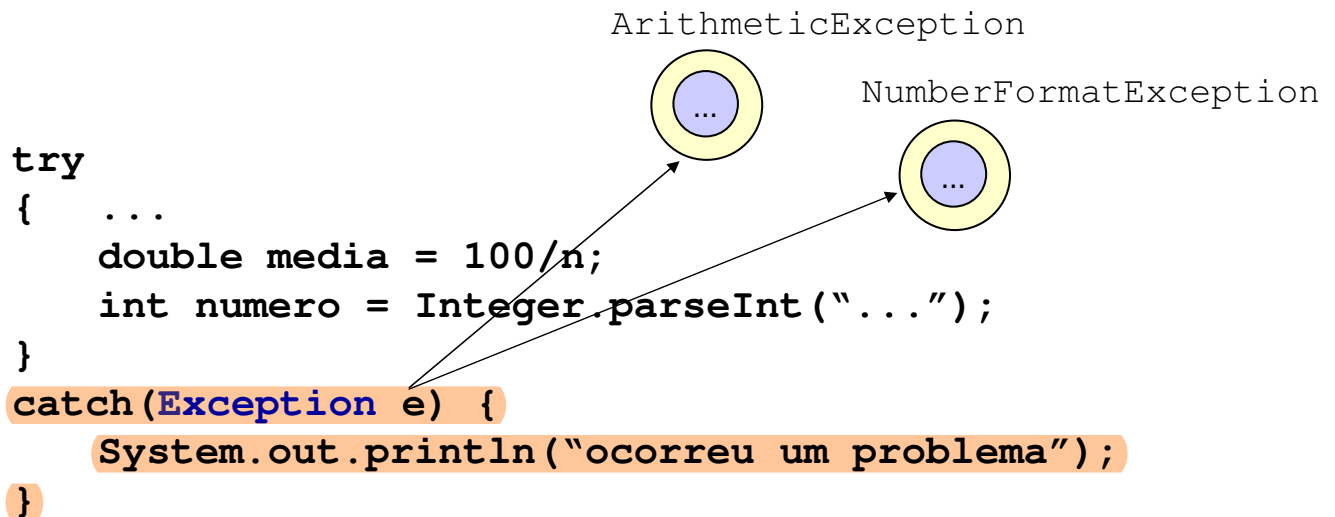 ArithmeticException
...
NumberFormatException
...
try
{ ...
double media = 100/n;
int numero = Integer.parseInt(“...”);
}
catch(Exception e) {
System.out.println(“ocorreu um problema”);
}